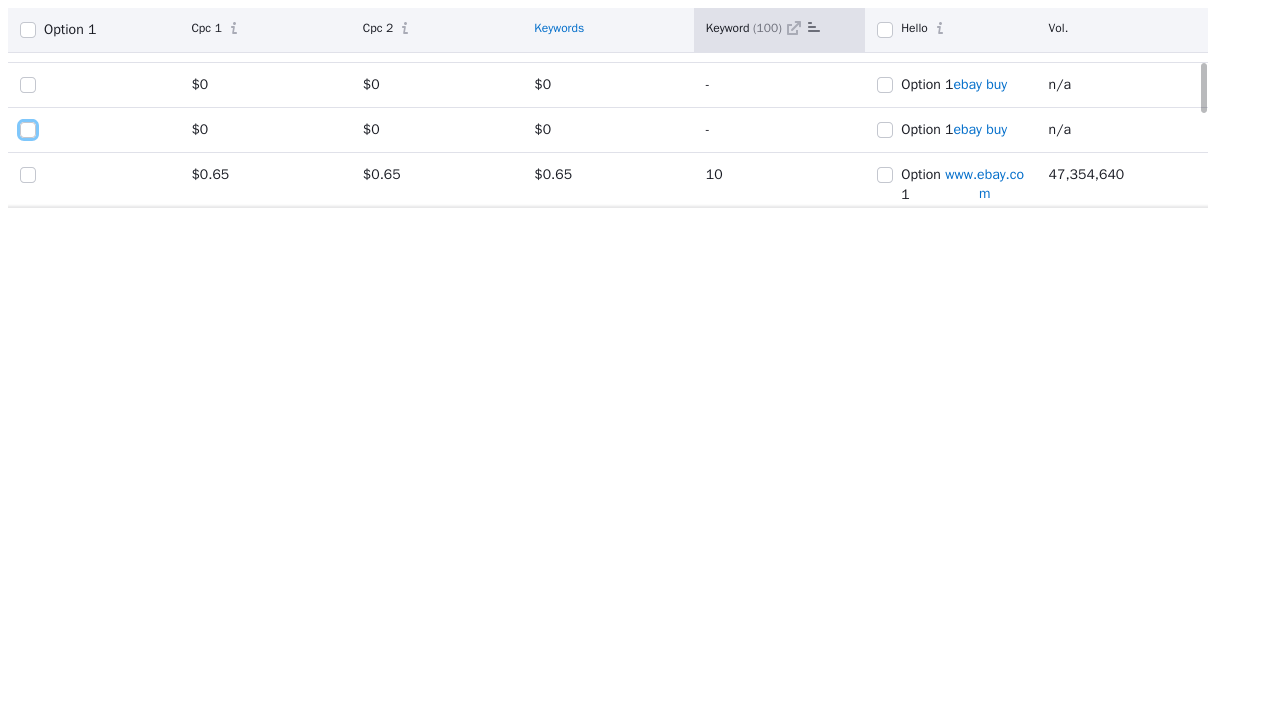 Option 1 Cpc 1 Cpc 2 Keywords Keyword (100) Hello Vol.
$0 $0 $0 - Option 1ebay buy n/a
$0 $0 $0 - Option 1ebay buy n/a
$0.65 $0.65 $0.65 10 Option www.ebay.co 47,354,640
1 m